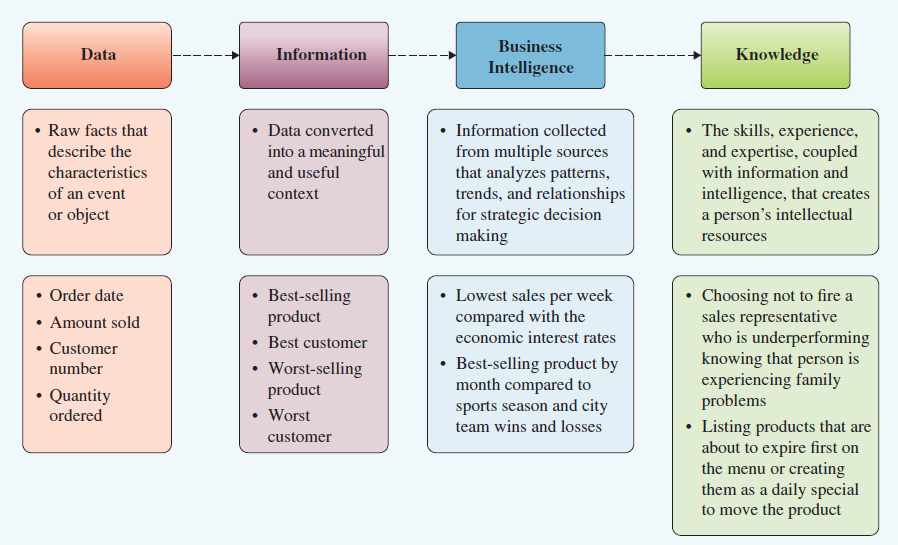 Data
Information
Business
Intelligence
Knowledge
• Raw facts that
describe the
characteristics
of an event
or object
• Data converted
into a meaningful
and useful
context
• Information collected
from multiple sources
that analyzes patterns,
trends, and relationships
for strategic decision
making
• The skills, experience,
and expertise, coupled
with information and
intelligence, that creates
a person’s intellectual
resources
• Order date
• Amount sold
• Customer
number
• Quantity
ordered
• Best-selling
product
• Best customer
• Worst-selling
product
• Worst
customer
• Lowest sales per week
compared with the
economic interest rates
• Best-selling product by
month compared to
sports season and city
team wins and losses
• Choosing not to fire a
sales representative
who is underperforming
knowing that person is
experiencing family
problems
• Listing products that are
about to expire first on
the menu or creating
them as a daily special
to move the product